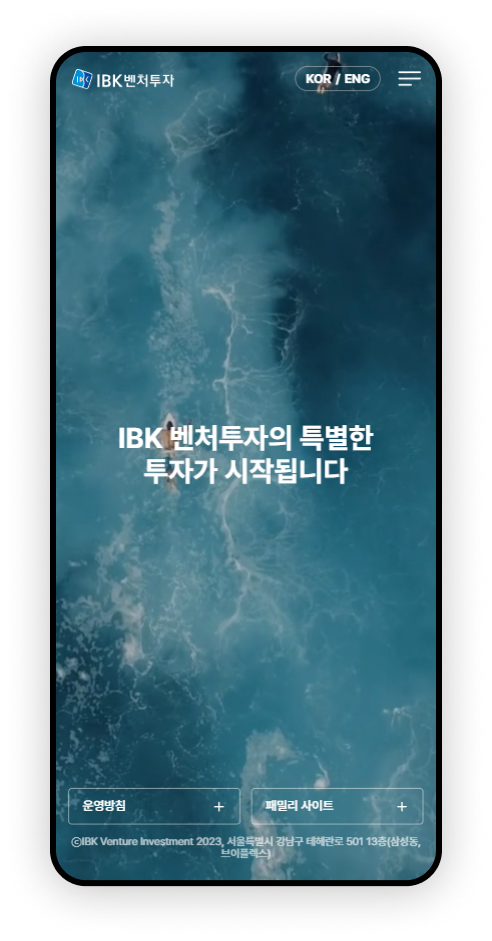 IBK벤처투자
KOR / ENG
IBK 벤처투자의 특별한
투자가 시작됩니다
운영방침 +
패밀리 사이트 +
ⓒIBK Venture Investment 2023, 서울특별시 강남구 테헤란로 501 13층(삼성동,
브이플렉스)